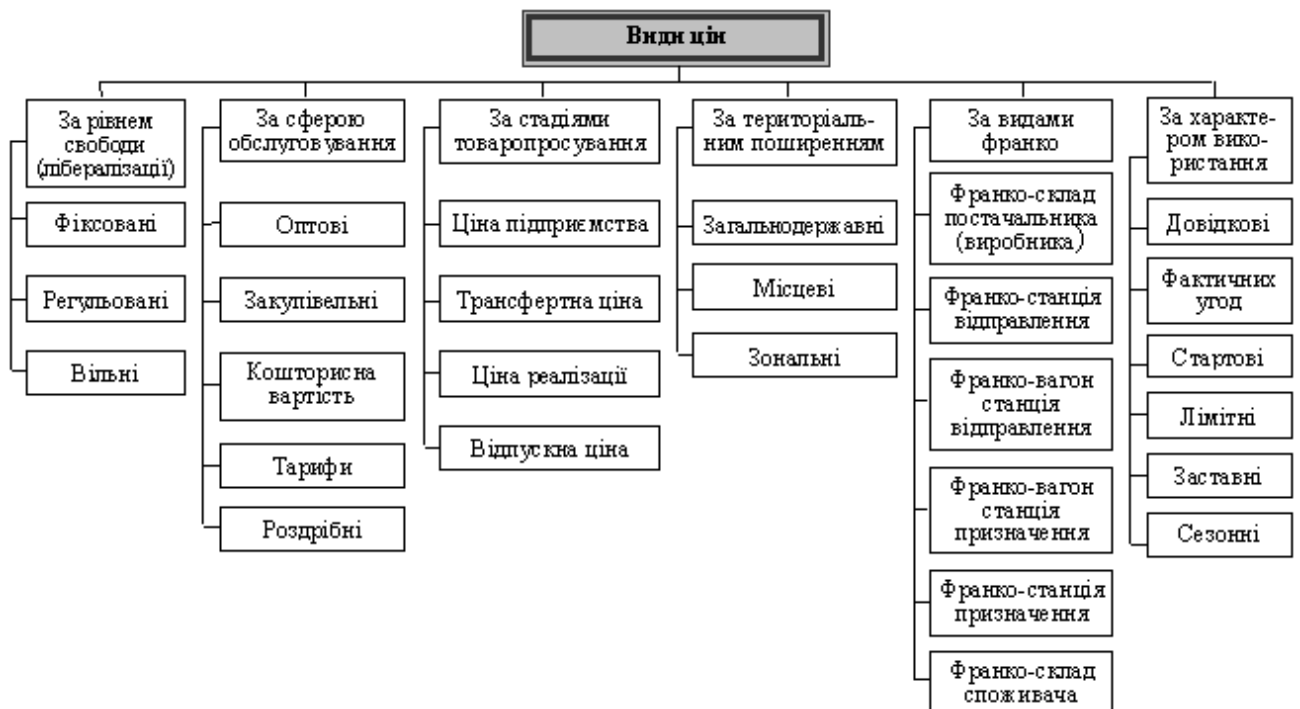 Види цін
За рівнем
свободи
(лібералізації)
Фіксовані
Регульовані
Вільні
За сферою
обслуговування
Оптові
Закупівельні
Кошторисна
вартість
Тарифи
Роздрібні
За стадіями
товаропросування
Ціна підприємства
Трансфертна ціна
Ціна реалізації
Відпускна ціна
За територіаль-
ним поширенням
Загальнодержавні
Місцеві
Зональні
За видами
франко
Франко-склад
постачальника
(виробника)
Франко-станція
відправлення
Франко-вагон
станція
відправлення
Франко-вагон
станція
призначення
Франко-станція
призначення
Франко-склад
споживача
За характе-
ром вико-
ристання
Довідкові
Фактичних
угод
Стартові
Лімітні
Заставні
Сезонні